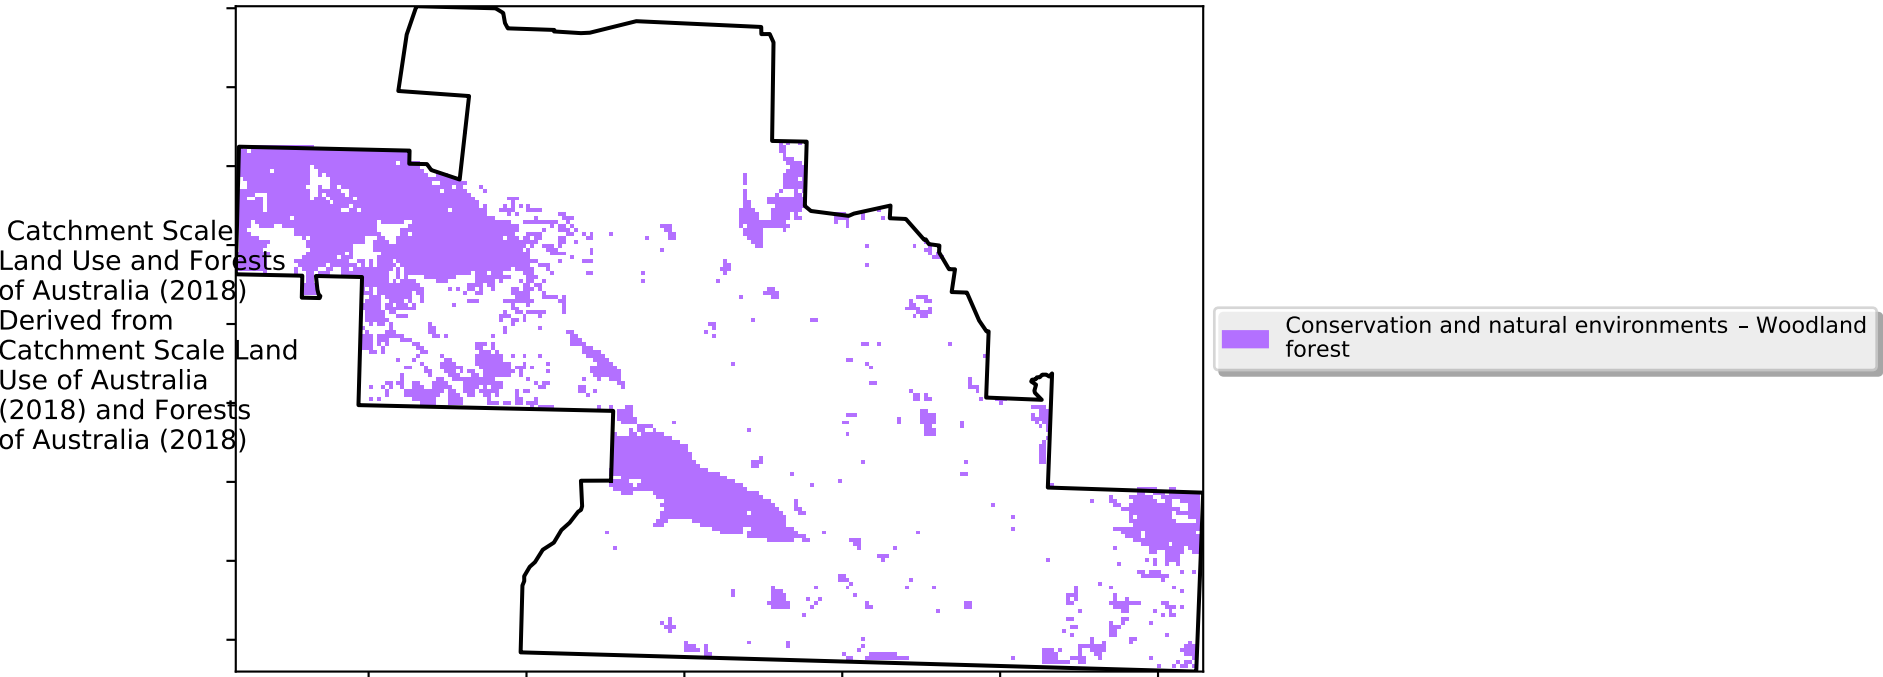 Catchment Scale
Land Use and Forests
of Australia (2018)
Derived from
Catchment Scale Land
Use of Australia
(2018) and Forests
of Australia (2018)
Conservation and natural environments – Woodland
forest